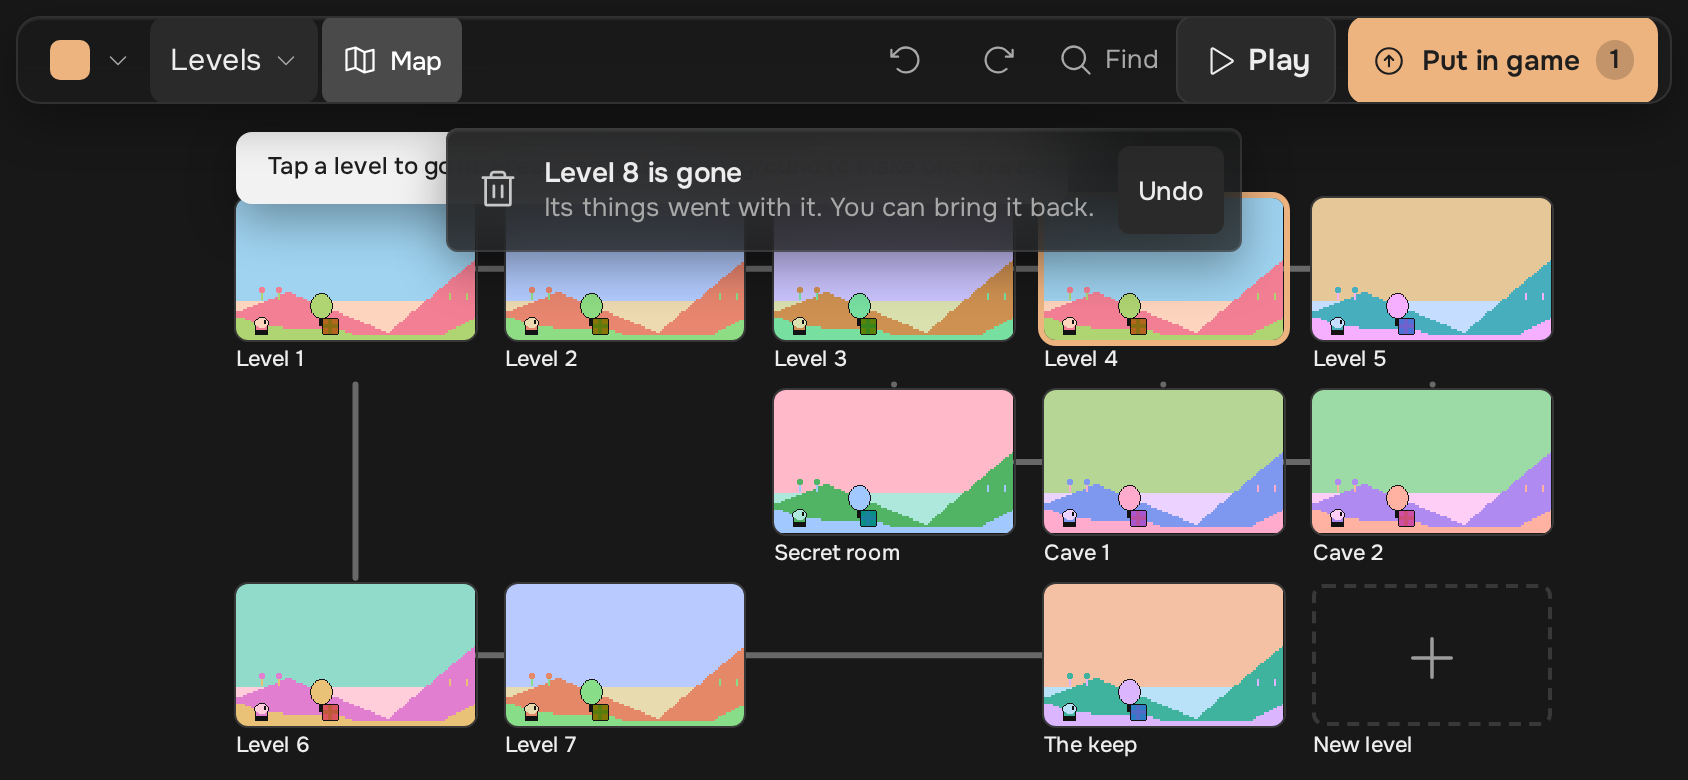 Levels
Map
Find
Play
Put in game 1
Tap a level to go
Level 8 is gone
Its things went with it. You can bring it back.
Undo
Level 1
Level 2
Level 3
Level 4
Level 5
Secret room
Cave 1
Cave 2
Level 6
Level 7
The keep
New level